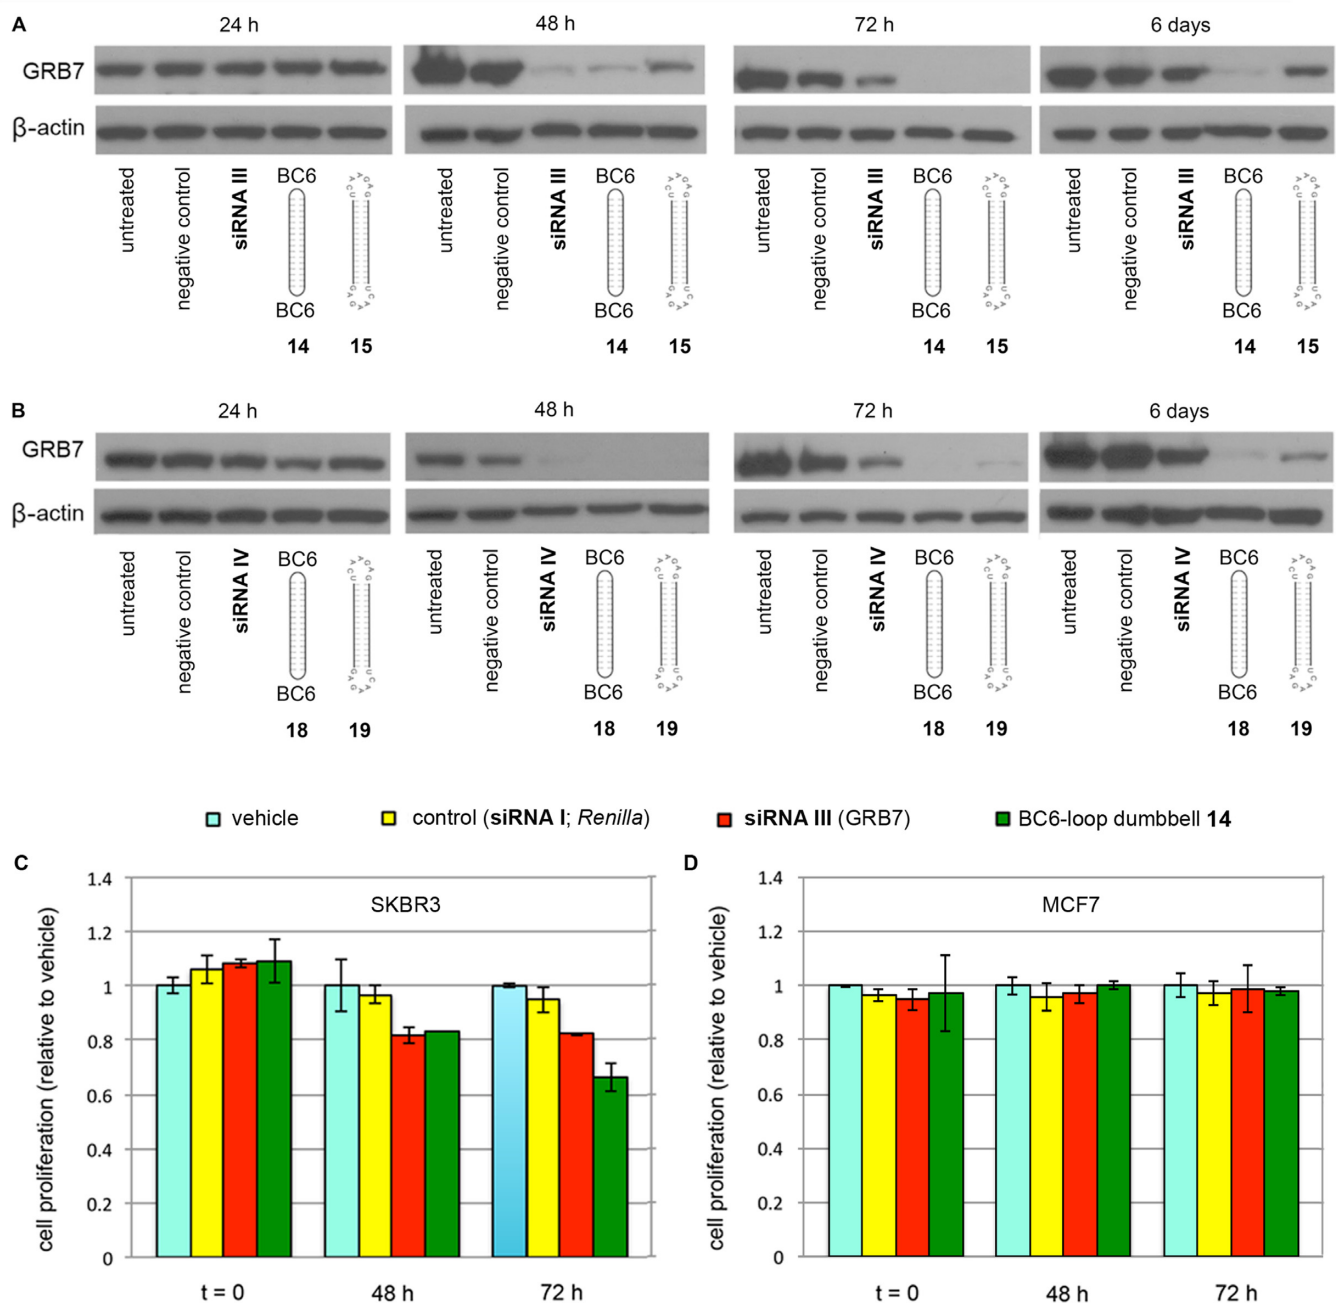 A
24 h
48 h
72 h
6 days
GRB7
β-actin
untreated
negative control
siRNA III
BC6
BC6
14
15
untreated
negative control
siRNA III
BC6
BC6
14
15
untreated
negative control
siRNA III
BC6
BC6
14
15
untreated
negative control
siRNA III
BC6
BC6
14
15
B
24 h
48 h
72 h
6 days
GRB7
β-actin
untreated
negative control
siRNA IV
BC6
BC6
18
19
untreated
negative control
siRNA IV
BC6
BC6
18
19
untreated
negative control
siRNA IV
BC6
BC6
18
19
untreated
negative control
siRNA IV
BC6
BC6
18
19
vehicle
control (siRNA I; Renilla)
siRNA III (GRB7)
BC6-loop dumbbell 14
C
SKBR3
cell proliferation (relative to vehicle)
1.4
1.2
1
0.8
0.6
0.4
0.2
0
t = 0
48 h
72 h
D
MCF7
cell proliferation (relative to vehicle)
1.4
1.2
1
0.8
0.6
0.4
0.2
0
t = 0
48 h
72 h